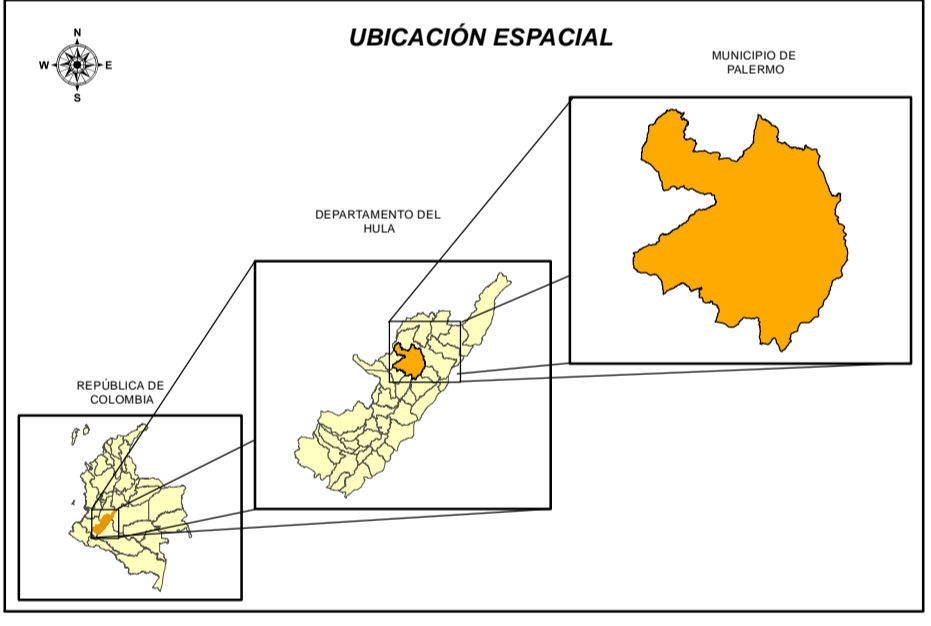 UBICACIÓN ESPACIAL
N
W
E
S
MUNICIPIO DE
PALERMO
DEPARTAMENTO DEL
HULA
REPÚBLICA DE
COLOMBIA